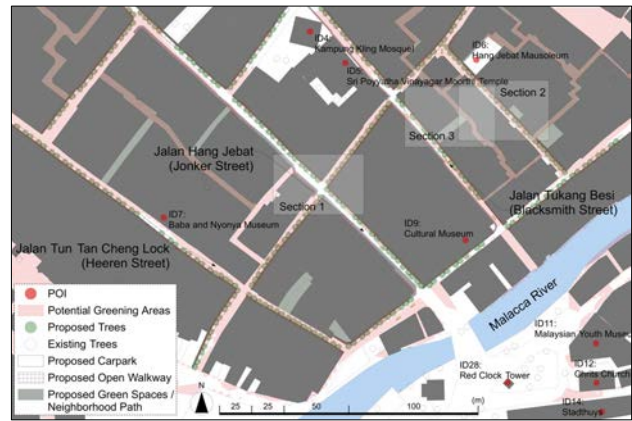 ID4:
Kampung Kling Mosque
ID5:
Sri Poyyatha Vinayagar Moorthi Temple
ID6:
Hang Jebat Mausoleum
Section 2
Section 3
Jalan Hang Jebat
(Jonker Street)
Section 1
Jalan Tukang Besi
(Blacksmith Street)
ID7:
Baba and Nyonya Museum
ID9:
Cultural Museum
Jalan Tun Tan Cheng Lock
(Heeren Street)
Malacca River
POI
Potential Greening Areas
Proposed Trees
Existing Trees
Proposed Carpark
Proposed Open Walkway
Proposed Green Spaces /
Neighborhood Path
N
25 25 50 100 (m)
ID11:
Malaysian Youth Museu
ID28:
Red Clock Tower
ID12:
Chrits Church
ID14:
Stadthuys